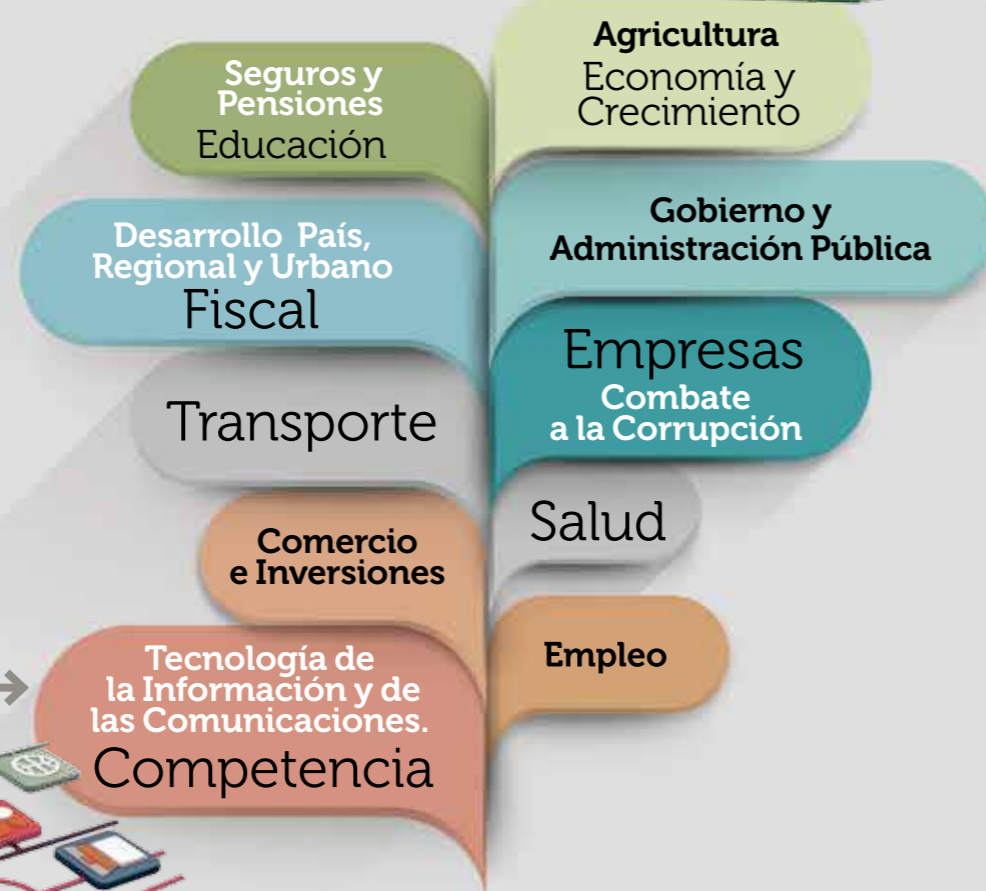 Seguros y
Pensiones
Educación
Agricultura
Economía y
Crecimiento
Desarrollo País,
Regional y Urbano
Fiscal
Gobierno y
Administración Pública
Transporte
Empresas
Combate
a la Corrupción
Comercio
e Inversiones
Salud
Tecnología de
la Información y de
las Comunicaciones.
Competencia
Empleo